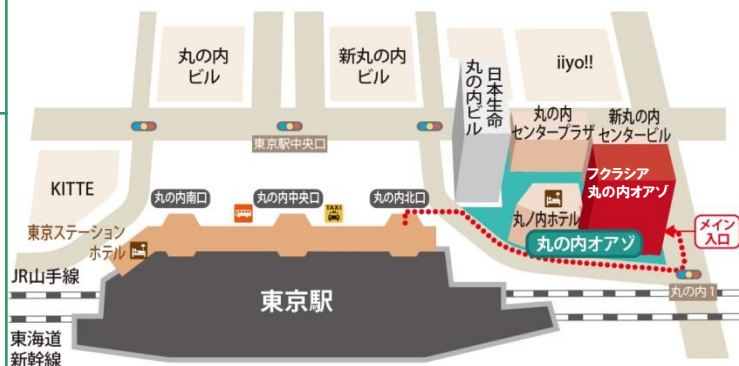 丸の内
ビル
新丸の内
ビル
日本生命
丸の内ビル
iiyo!!
丸の内
センタープラザ
新丸の内
センタービル
東京駅中央口
KITTE
丸の内南口
丸の内中央口
TAXI
丸の内北口
フクラシア
丸の内オアゾ
丸ノ内ホテル
丸の内オアゾ
メイン
入口
東京ステーション
ホテル
丸の内1
JR山手線
東京駅
東海道
新幹線